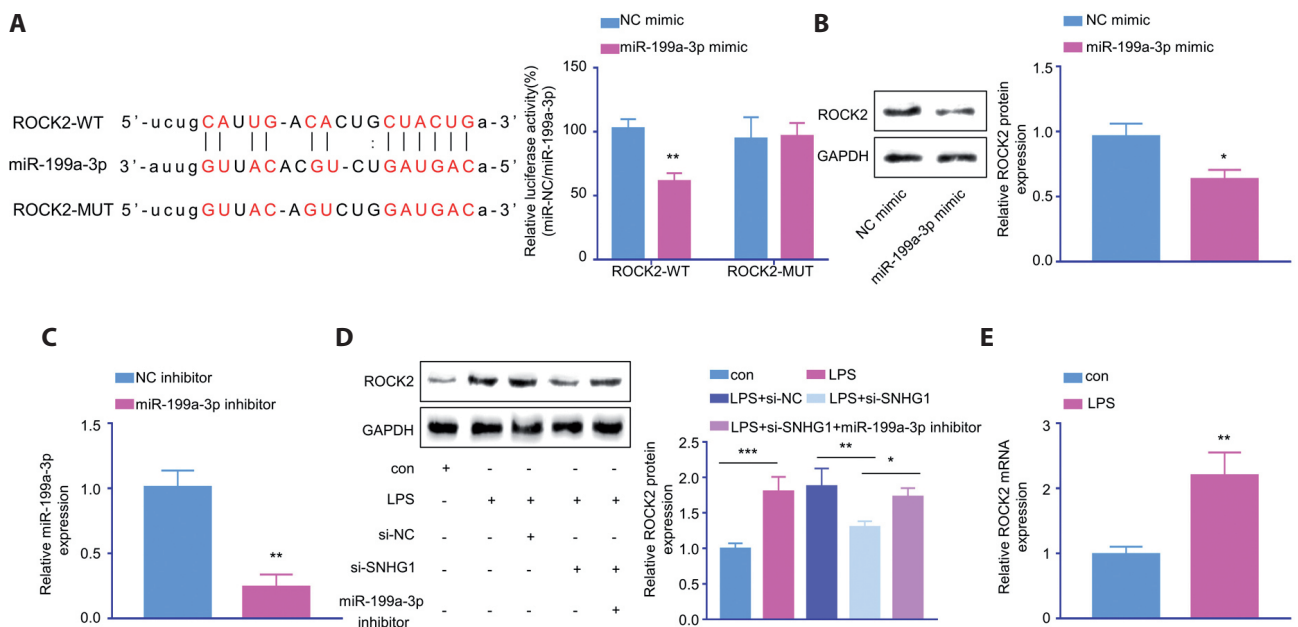 A
NC mimic
miR-199a-3p mimic
ROCK2-WT 5'-ucugCAUUG-ACACUGCUACUGa-3'
miR-199a-3p 3'-auugGUUACACGU-CUGAUGACa-5'
ROCK2-MUT 5'-ucugGUUAC-AGUCUGGAUGACa-3'
Relative luciferase activity(%)
(miR-NC/miR-199a-3p)
150
100
50
0
**
ROCK2-WT ROCK2-MUT
B
NC mimic
miR-199a-3p mimic
ROCK2
GAPDH
NC mimic
miR-199a-3p mimic
Relative ROCK2 protein
expression
1.5
1.0
0.5
0.0
*
C
NC inhibitor
miR-199a-3p inhibitor
Relative miR-199a-3p
expression
1.5
1.0
0.5
0.0
**
D
ROCK2
GAPDH
con + - - - -
LPS - + + + +
si-NC - - + - -
si-SNHG1 - - - + +
miR-199a-3p
inhibitor - - - - +
con LPS
LPS+si-NC LPS+si-SNHG1
LPS+si-SNHG1+miR-199a-3p inhibitor
Relative ROCK2 protein
expression
2.5
2.0
1.5
1.0
0.5
0.0
*** ** *
E
con
LPS
Relative ROCK2 mRNA
expression
3
2
1
0
**